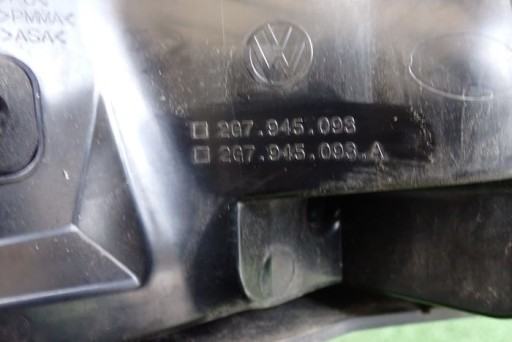 >PMMA<
>ASA<
VW
□ 2G7.945.093
□ 2G7.945.093.A